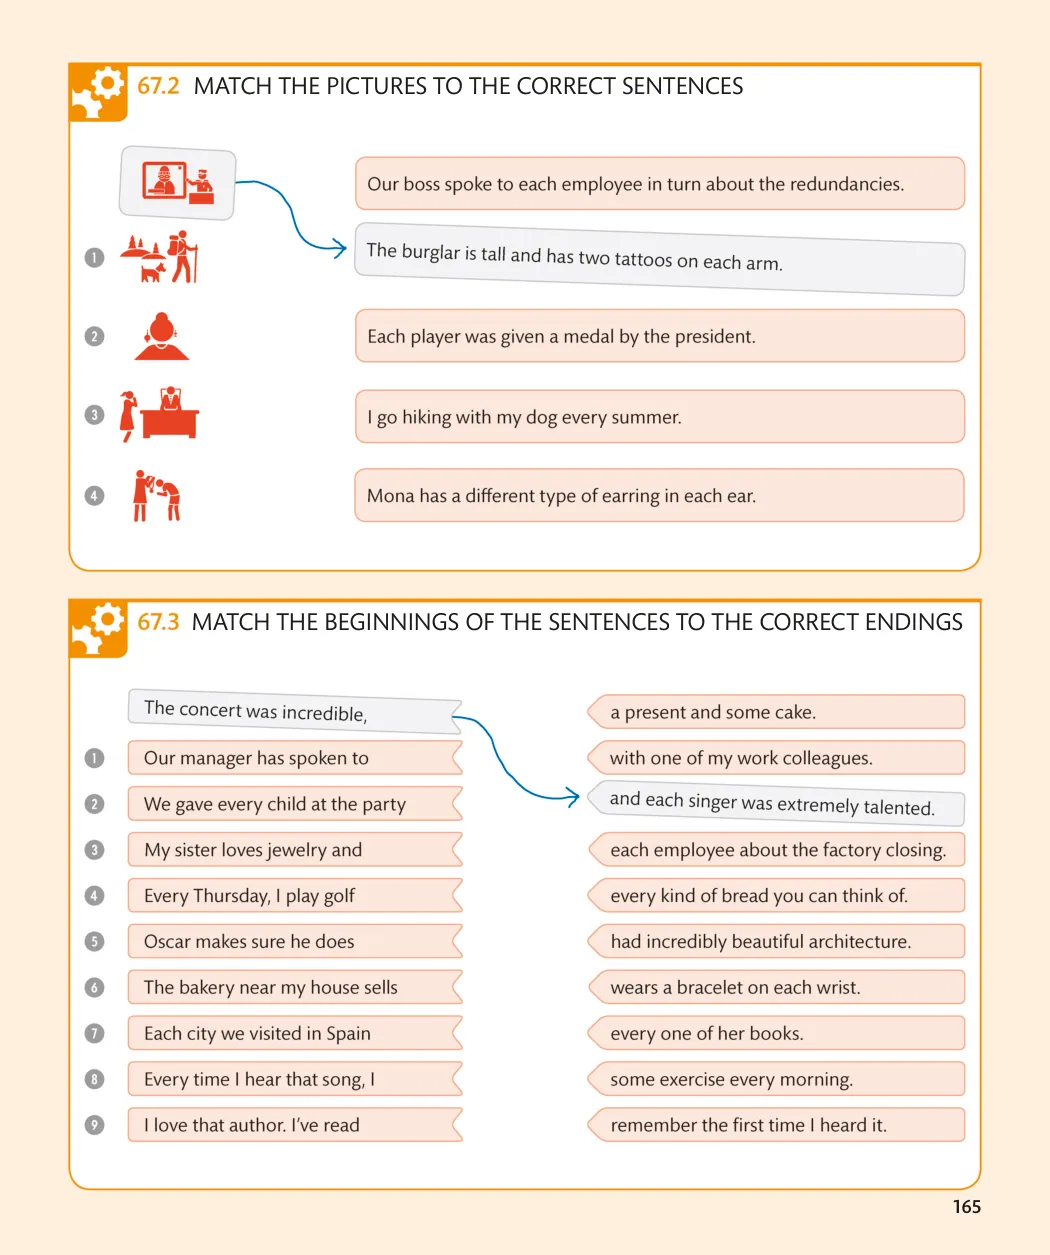 67.2 MATCH THE PICTURES TO THE CORRECT SENTENCES
Our boss spoke to each employee in turn about the redundancies.
The burglar is tall and has two tattoos on each arm.
1
2
Each player was given a medal by the president.
3
I go hiking with my dog every summer.
4
Mona has a different type of earring in each ear.
67.3 MATCH THE BEGINNINGS OF THE SENTENCES TO THE CORRECT ENDINGS
The concert was incredible,
a present and some cake.
1 Our manager has spoken to
with one of my work colleagues.
2 We gave every child at the party
and each singer was extremely talented.
3 My sister loves jewelry and
each employee about the factory closing.
4 Every Thursday, I play golf
every kind of bread you can think of.
5 Oscar makes sure he does
had incredibly beautiful architecture.
6 The bakery near my house sells
wears a bracelet on each wrist.
7 Each city we visited in Spain
every one of her books.
8 Every time I hear that song, I
some exercise every morning.
9 I love that author. I've read
remember the first time I heard it.
165